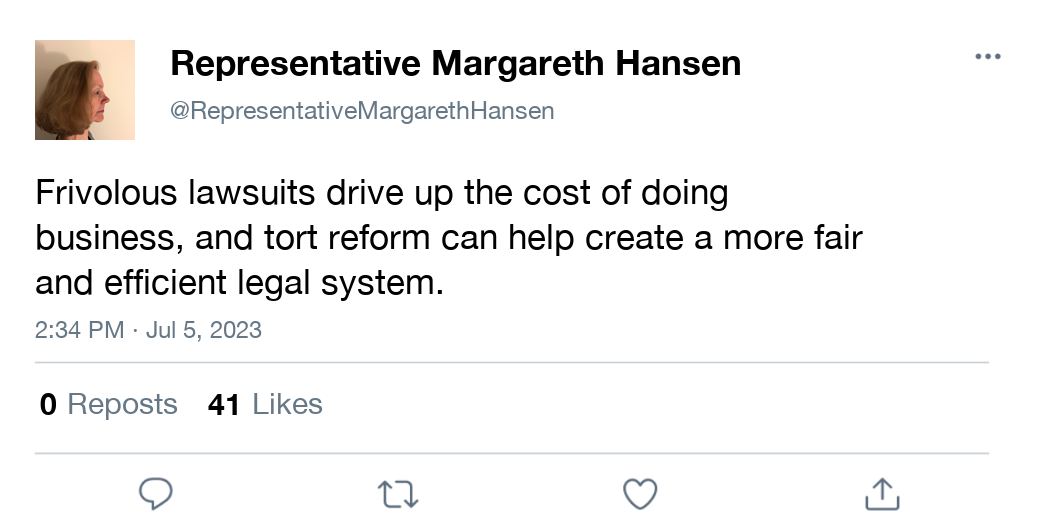 Representative Margareth Hansen
@RepresentativeMargarethHansen
Frivolous lawsuits drive up the cost of doing
business, and tort reform can help create a more fair
and efficient legal system.
2:34 PM · Jul 5, 2023
0 Reposts 41 Likes